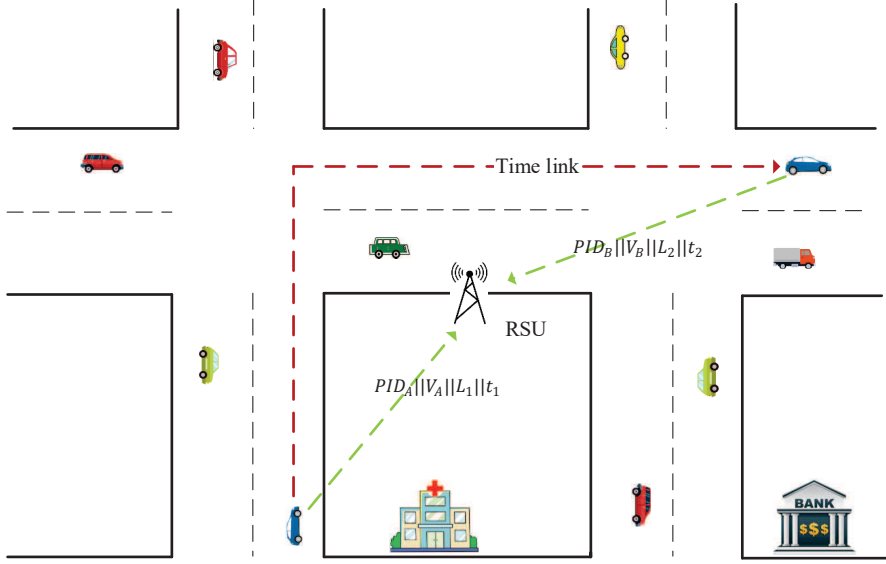 Time link
PID_B||V_B||L_2||t_2
RSU
PID_A||V_A||L_1||t_1
BANK
$$$